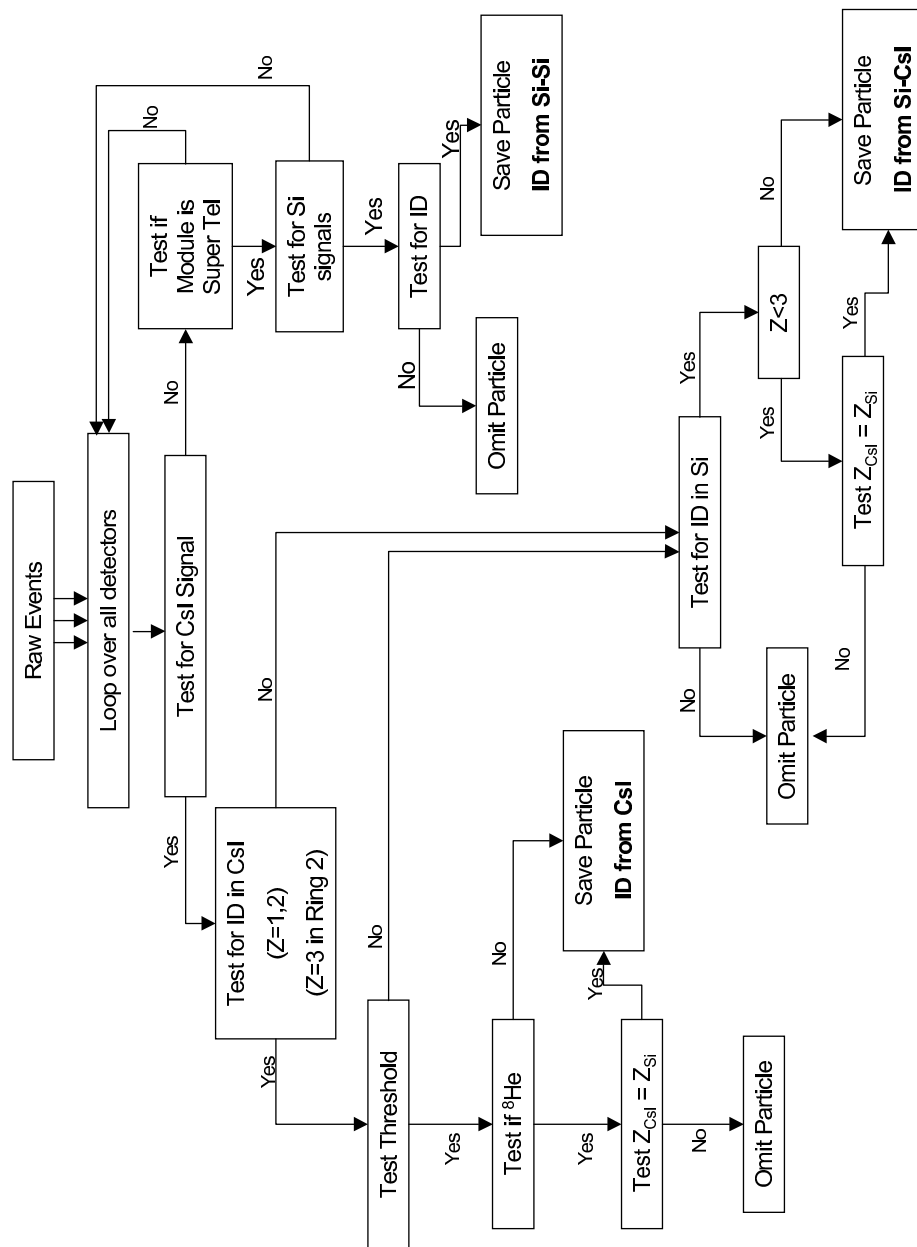 Raw Events
Loop over all detectors
Test for CsI Signal
Yes
No
Test for ID in CsI
(Z=1,2)
(Z=3 in Ring 2)
Yes
No
Test Threshold
Yes
No
Test if ⁸He
Yes
No
Test Z_CsI = Z_Si
Yes
No
Omit Particle
Save Particle
ID from CsI
Test if
Module is
Super Tel
No
Yes
Test for Si
signals
No
Yes
Test for ID
Yes
No
Save Particle
ID from Si-Si
Omit Particle
Test for ID in Si
No
Yes
Omit Particle
Z<3
Yes
No
Test Z_CsI = Z_Si
No
Yes
Save Particle
ID from Si-CsI